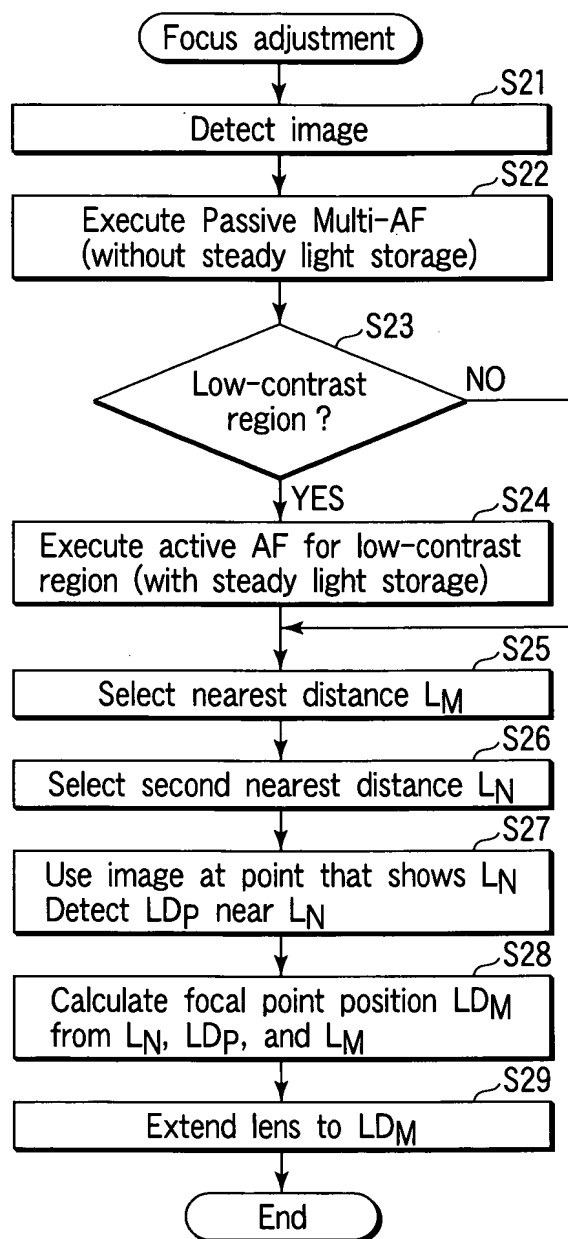 Focus adjustment
S21
Detect image
S22
Execute Passive Multi-AF
(without steady light storage)
S23
Low-contrast
region ?
NO
YES
S24
Execute active AF for low-contrast
region (with steady light storage)
S25
Select nearest distance LM
S26
Select second nearest distance LN
S27
Use image at point that shows LN
Detect LDP near LN
S28
Calculate focal point position LDM
from LN, LDP, and LM
S29
Extend lens to LDM
End